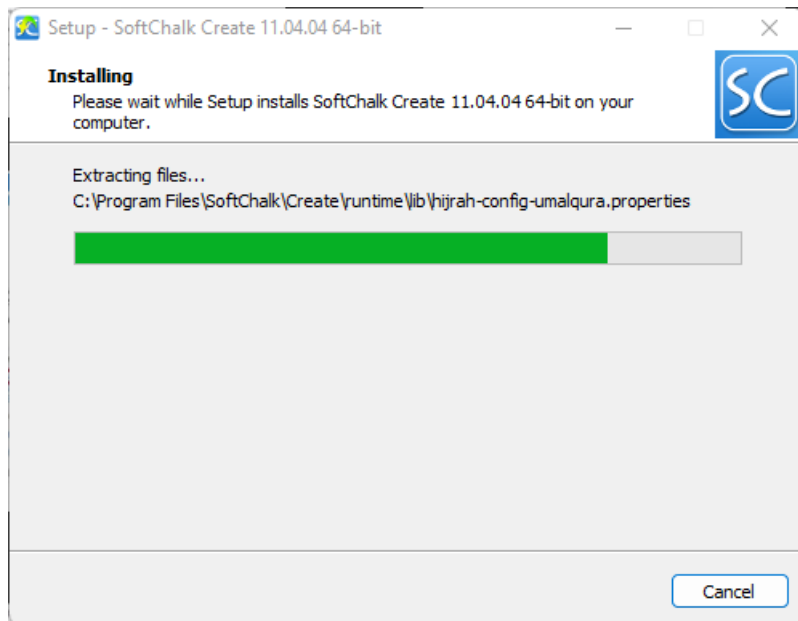 SC Setup - SoftChalk Create 11.04.04 64-bit
Installing
Please wait while Setup installs SoftChalk Create 11.04.04 64-bit on your
computer.
SC
Extracting files...
C:\Program Files\SoftChalk\Create\runtime\lib\hijrah-config-umalqura.properties
Cancel